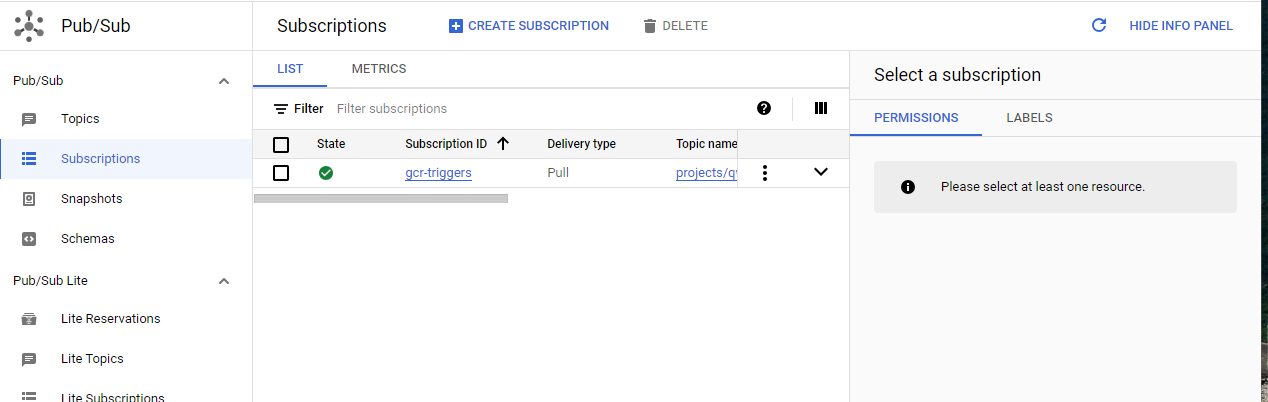 Pub/Sub
Subscriptions
CREATE SUBSCRIPTION
DELETE
HIDE INFO PANEL
Pub/Sub
Topics
Subscriptions
Snapshots
Schemas
Pub/Sub Lite
Lite Reservations
Lite Topics
Lite Subscriptions
LIST METRICS
Filter Filter subscriptions
State Subscription ID Delivery type Topic name
gcr-triggers Pull projects/q
Select a subscription
PERMISSIONS LABELS
Please select at least one resource.